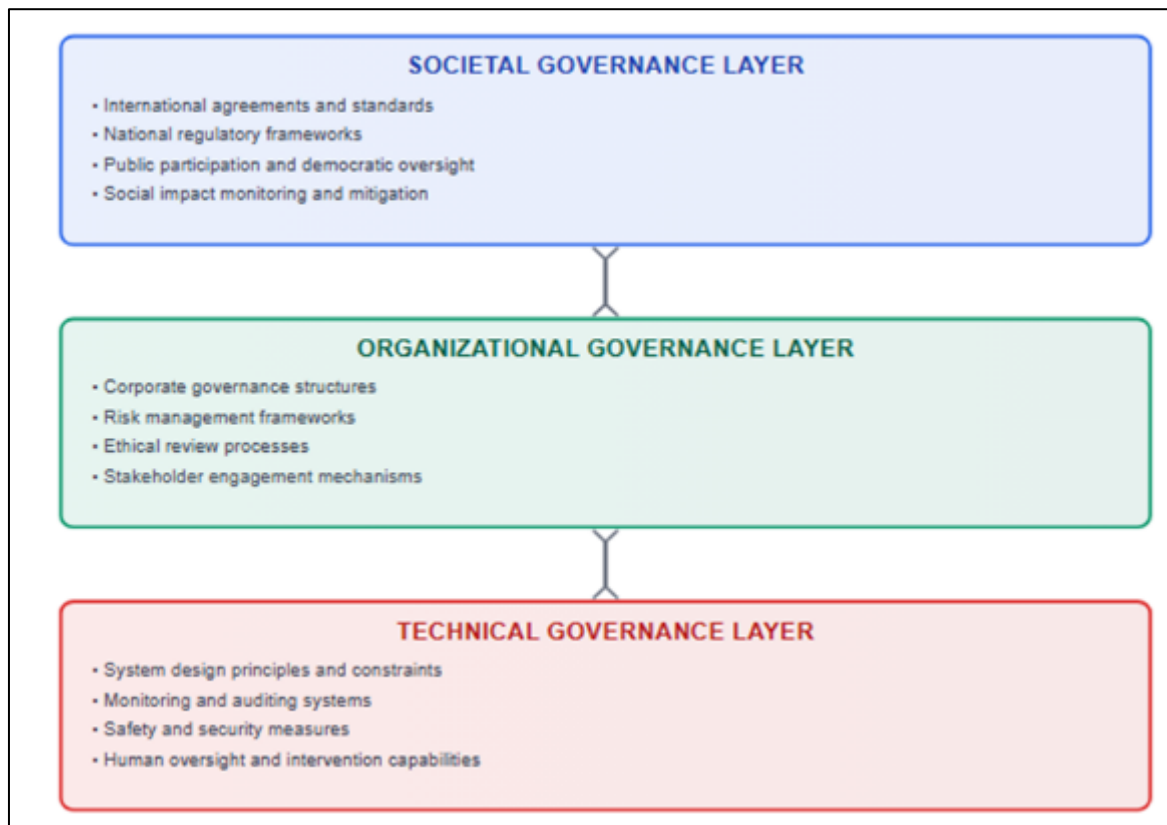 SOCIETAL GOVERNANCE LAYER
• International agreements and standards
• National regulatory frameworks
• Public participation and democratic oversight
• Social impact monitoring and mitigation
ORGANIZATIONAL GOVERNANCE LAYER
• Corporate governance structures
• Risk management frameworks
• Ethical review processes
• Stakeholder engagement mechanisms
TECHNICAL GOVERNANCE LAYER
• System design principles and constraints
• Monitoring and auditing systems
• Safety and security measures
• Human oversight and intervention capabilities